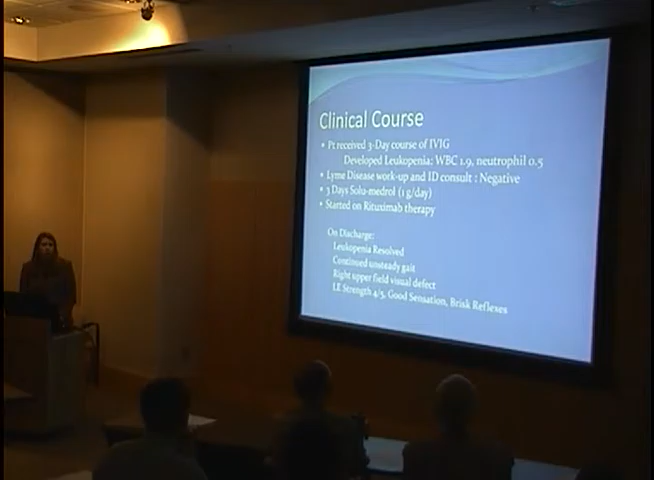 Clinical Course
• Pt received 3-Day course of IVIG
Developed Leukopenia: WBC 1.9, neutrophil 0.5
• Lyme Disease work-up and ID consult : Negative
• 3 Days Solu-medrol (1 g/day)
• Started on Rituximab therapy
On Discharge:
Leukopenia Resolved
Continued unsteady gait
Right upper field visual defect
LE Strength 4/5, Good Sensation, Brisk Reflexes